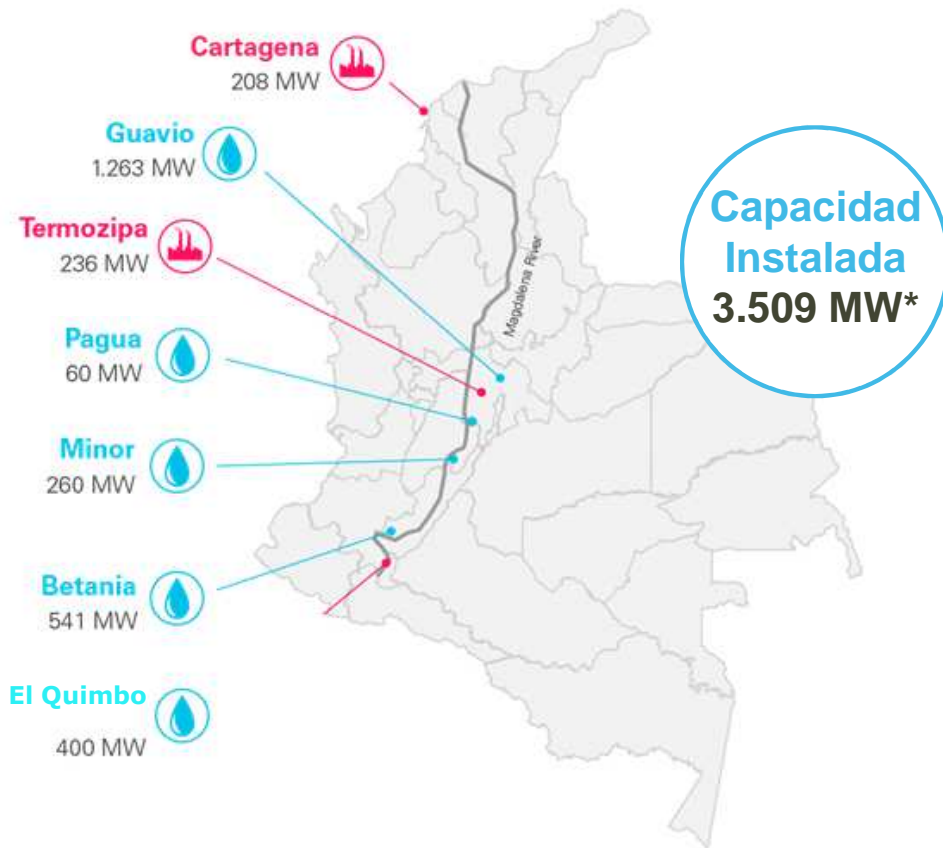 Cartagena
208 MW
Guavio
1.263 MW
Termozipa
236 MW
Pagua
60 MW
Minor
260 MW
Betania
541 MW
El Quimbo
400 MW
Magdalena River
Capacidad
Instalada
3.509 MW*